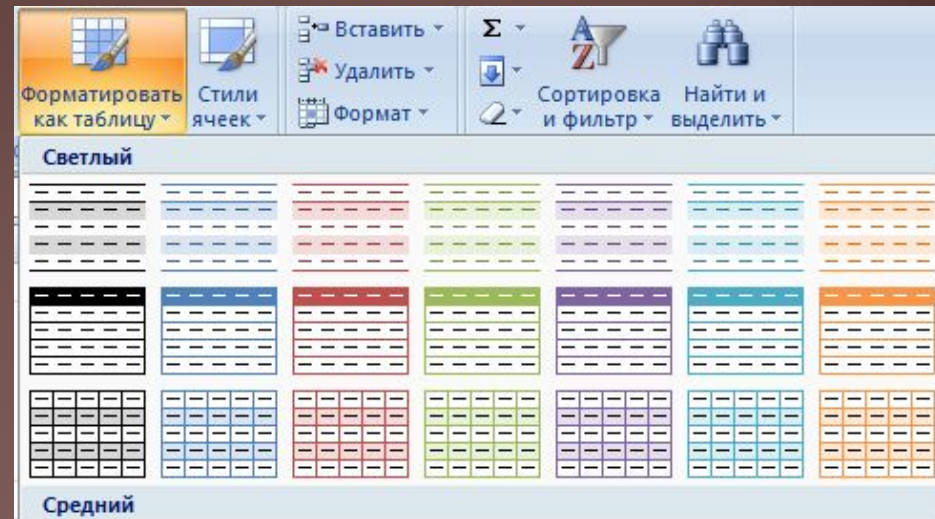 Форматировать
как таблицу
Стили
ячеек
Вставить
Удалить
Формат
Σ
А
Я
Сортировка
и фильтр
Найти и
выделить
Светлый
Средний